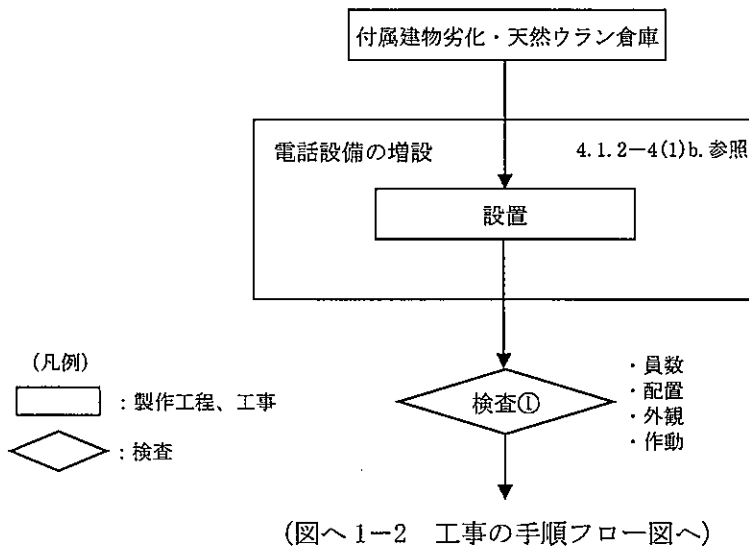 付属建物劣化・天然ウラン倉庫
電話設備の増設 4.1.2－4(1)b.参照
設置
(凡例)
：製作工程、工事
：検査
検査①
・員数
・配置
・外観
・作動
(図へ1－2　工事の手順フロー図へ)